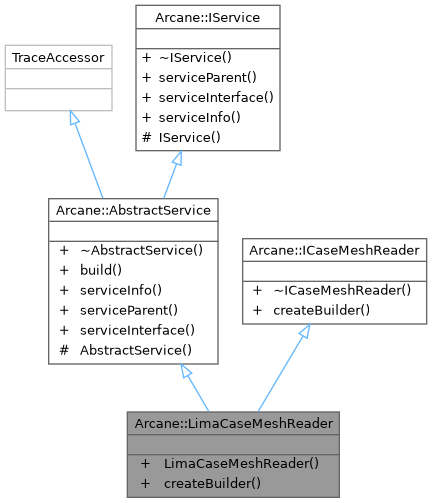 Arcane::IService
+ ~IService()
+ serviceParent()
+ serviceInterface()
+ serviceInfo()
# IService()
TraceAccessor
Arcane::AbstractService
+ ~AbstractService()
+ build()
+ serviceInfo()
+ serviceParent()
+ serviceInterface()
# AbstractService()
Arcane::ICaseMeshReader
+ ~ICaseMeshReader()
+ createBuilder()
Arcane::LimaCaseMeshReader
+ LimaCaseMeshReader()
+ createBuilder()